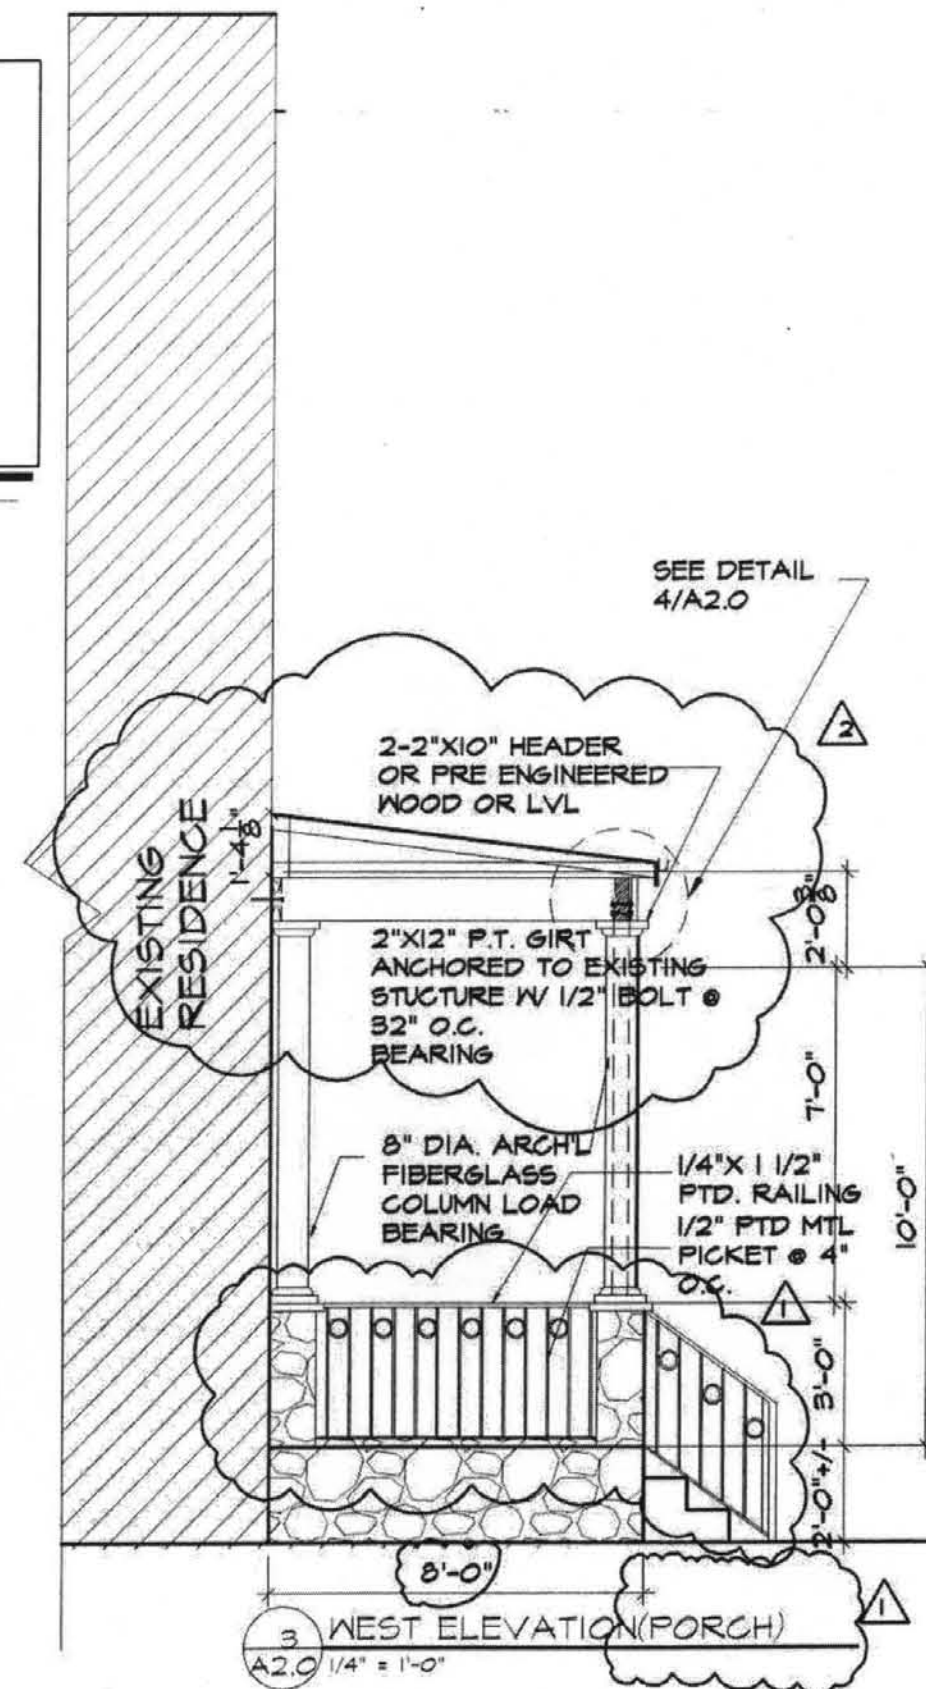 SEE DETAIL
4/A2.0
2
2-2"X10" HEADER
OR PRE ENGINEERED
WOOD OR LVL
1'-4 1/8"
EXISTING
RESIDENCE
2'-0 3/8"
2"X12" P.T. GIRT
ANCHORED TO EXISTING
STUCTURE W/ 1/2" BOLT @
32" O.C.
BEARING
7'-0"
10'-0"
8" DIA. ARCH'L
FIBERGLASS
COLUMN LOAD
BEARING
1/4"X 1 1/2"
PTD. RAILING
1/2" PTD MTL
PICKET @ 4"
O.C.
1
3'-0"
2'-0"+/-
8'-0"
1
3
A2.0
WEST ELEVATION(PORCH)
1/4" = 1'-0"